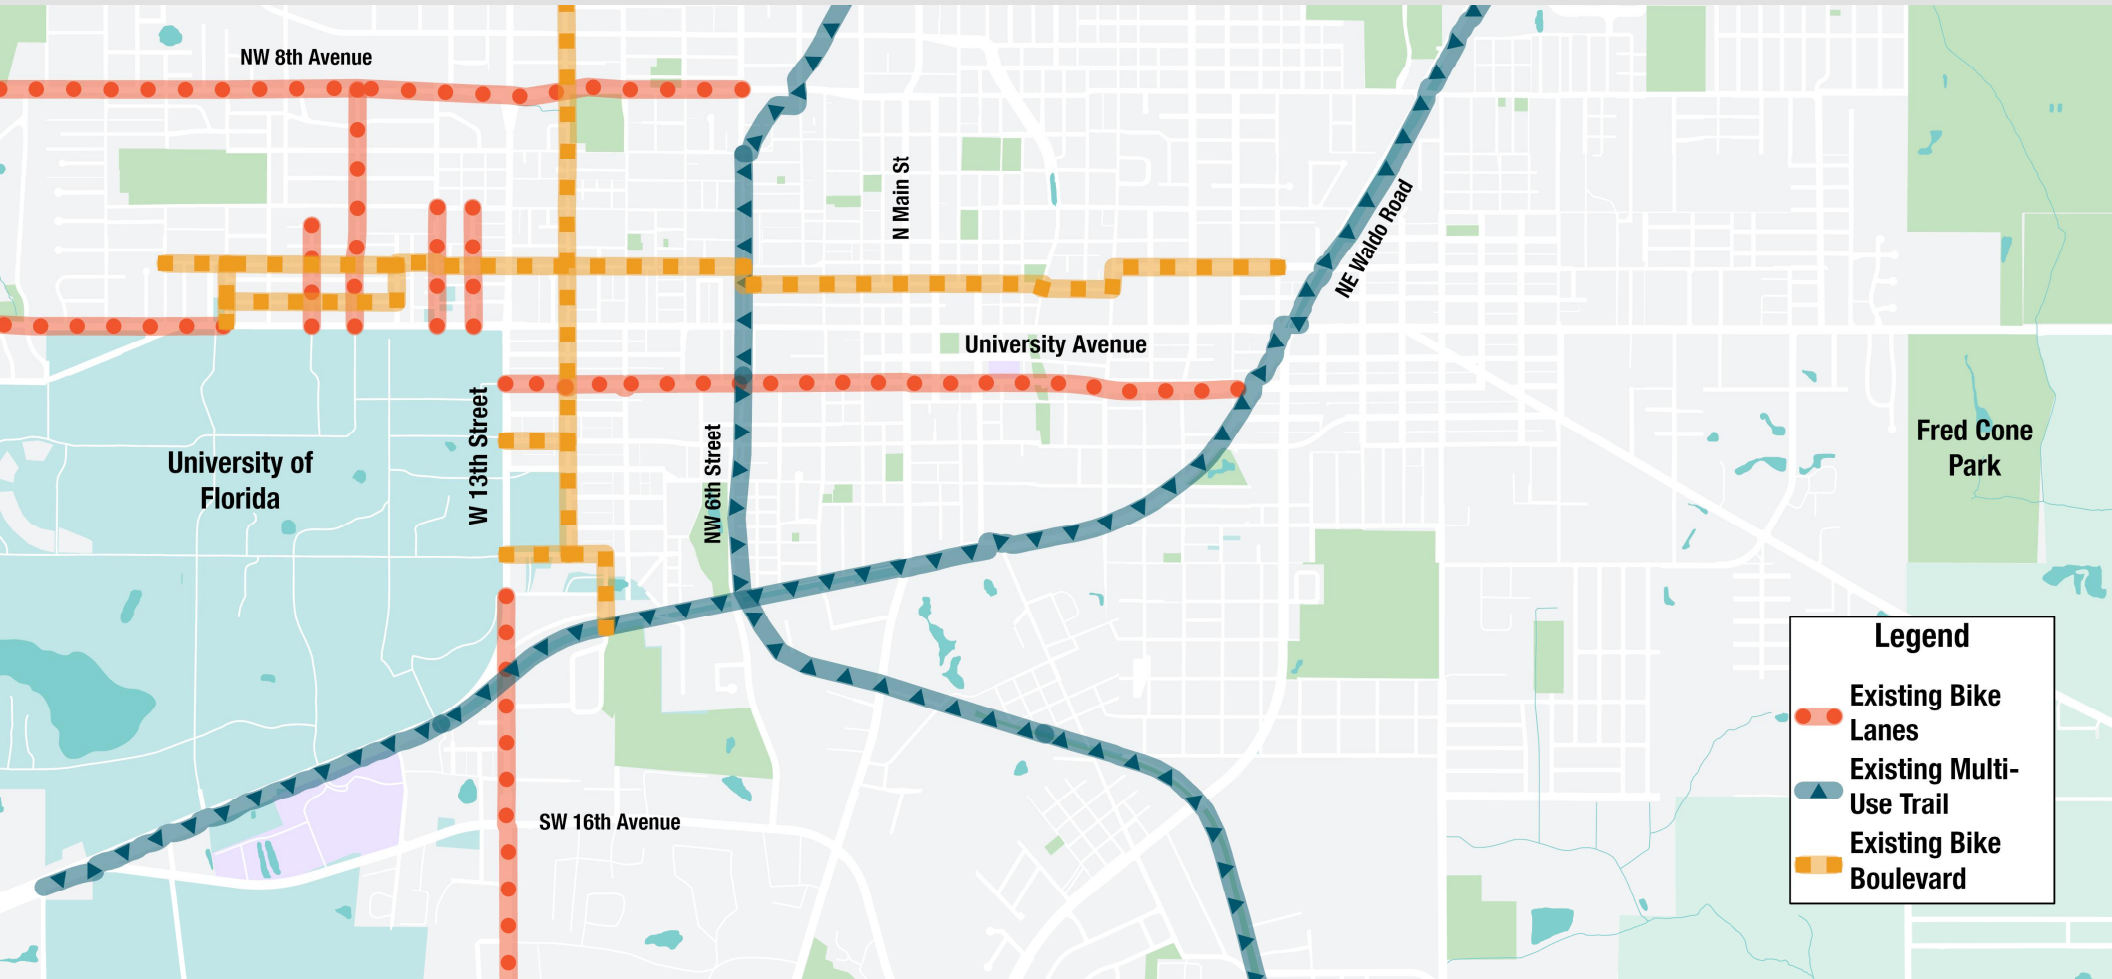 NW 8th Avenue
N Main St
NE Waldo Road
University Avenue
W 13th Street
NW 6th Street
University of
Florida
Fred Cone
Park
SW 16th Avenue
Legend
Existing Bike
Lanes
Existing Multi-
Use Trail
Existing Bike
Boulevard